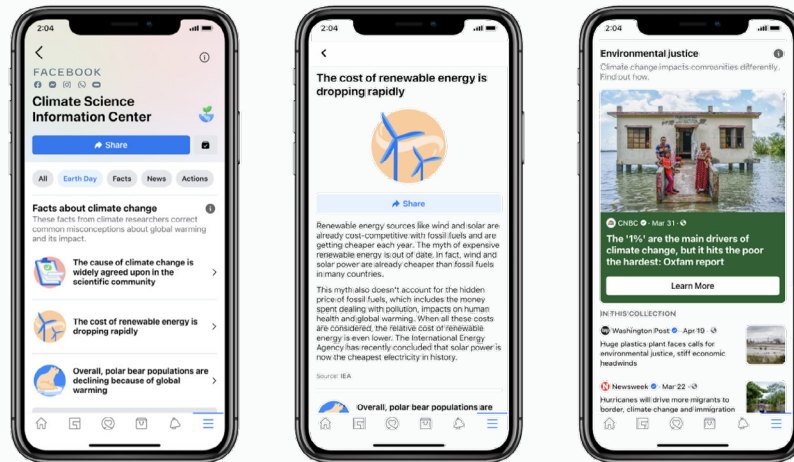 2:04
FACEBOOK
Climate Science
Information Center
Share
All
Earth Day
Facts
News
Actions
Facts about climate change
These facts from climate researchers correct
common misconceptions about global warming
and its impact.
The cause of climate change is
widely agreed upon in the
scientific community
The cost of renewable energy is
dropping rapidly
Overall, polar bear populations are
declining because of global
warming
2:04
The cost of renewable energy is
dropping rapidly
Share
Renewable energy sources like wind and solar are
already cost-competitive with fossil fuels and are
getting cheaper each year. The myth of expensive
renewable energy is out of date. In fact, wind and
solar power are already cheaper than fossil fuels
in many countries.
This myth also doesn't account for the hidden
price of fossil fuels, which includes the money
spent dealing with pollution, impacts on human
health and global warming. When all these costs
are considered, the relative cost of renewable
energy is even lower. The International Energy
Agency has recently concluded that solar power is
now the cheapest electricity in history.
Source: IEA
Overall, polar bear populations are
2:04
Environmental justice
Climate change impacts communities differently.
Find out how.
CNBC · Mar 31 ·
The '1%' are the main drivers of
climate change, but it hits the poor
the hardest: Oxfam report
Learn More
IN THIS COLLECTION
Washington Post · Apr 19 ·
Huge plastics plant faces calls for
environmental justice, stiff economic
headwinds
Newsweek · Mar 22 ·
Hurricanes will drive more migrants to
border, climate change and immigration